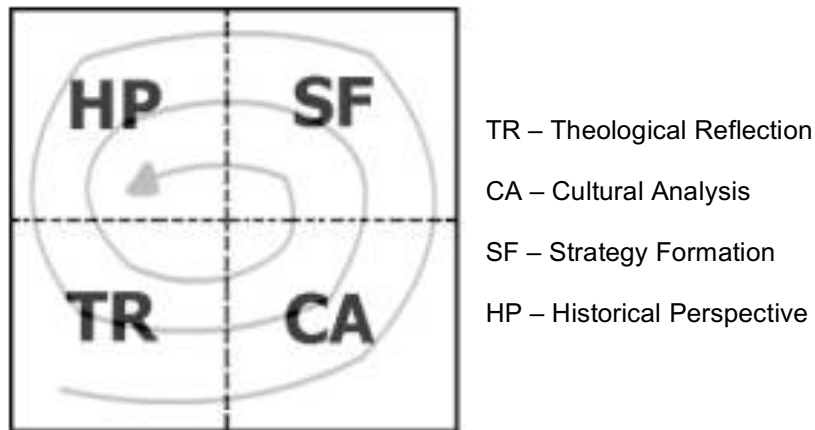 HP SF
TR CA
TR – Theological Reflection
CA – Cultural Analysis
SF – Strategy Formation
HP – Historical Perspective